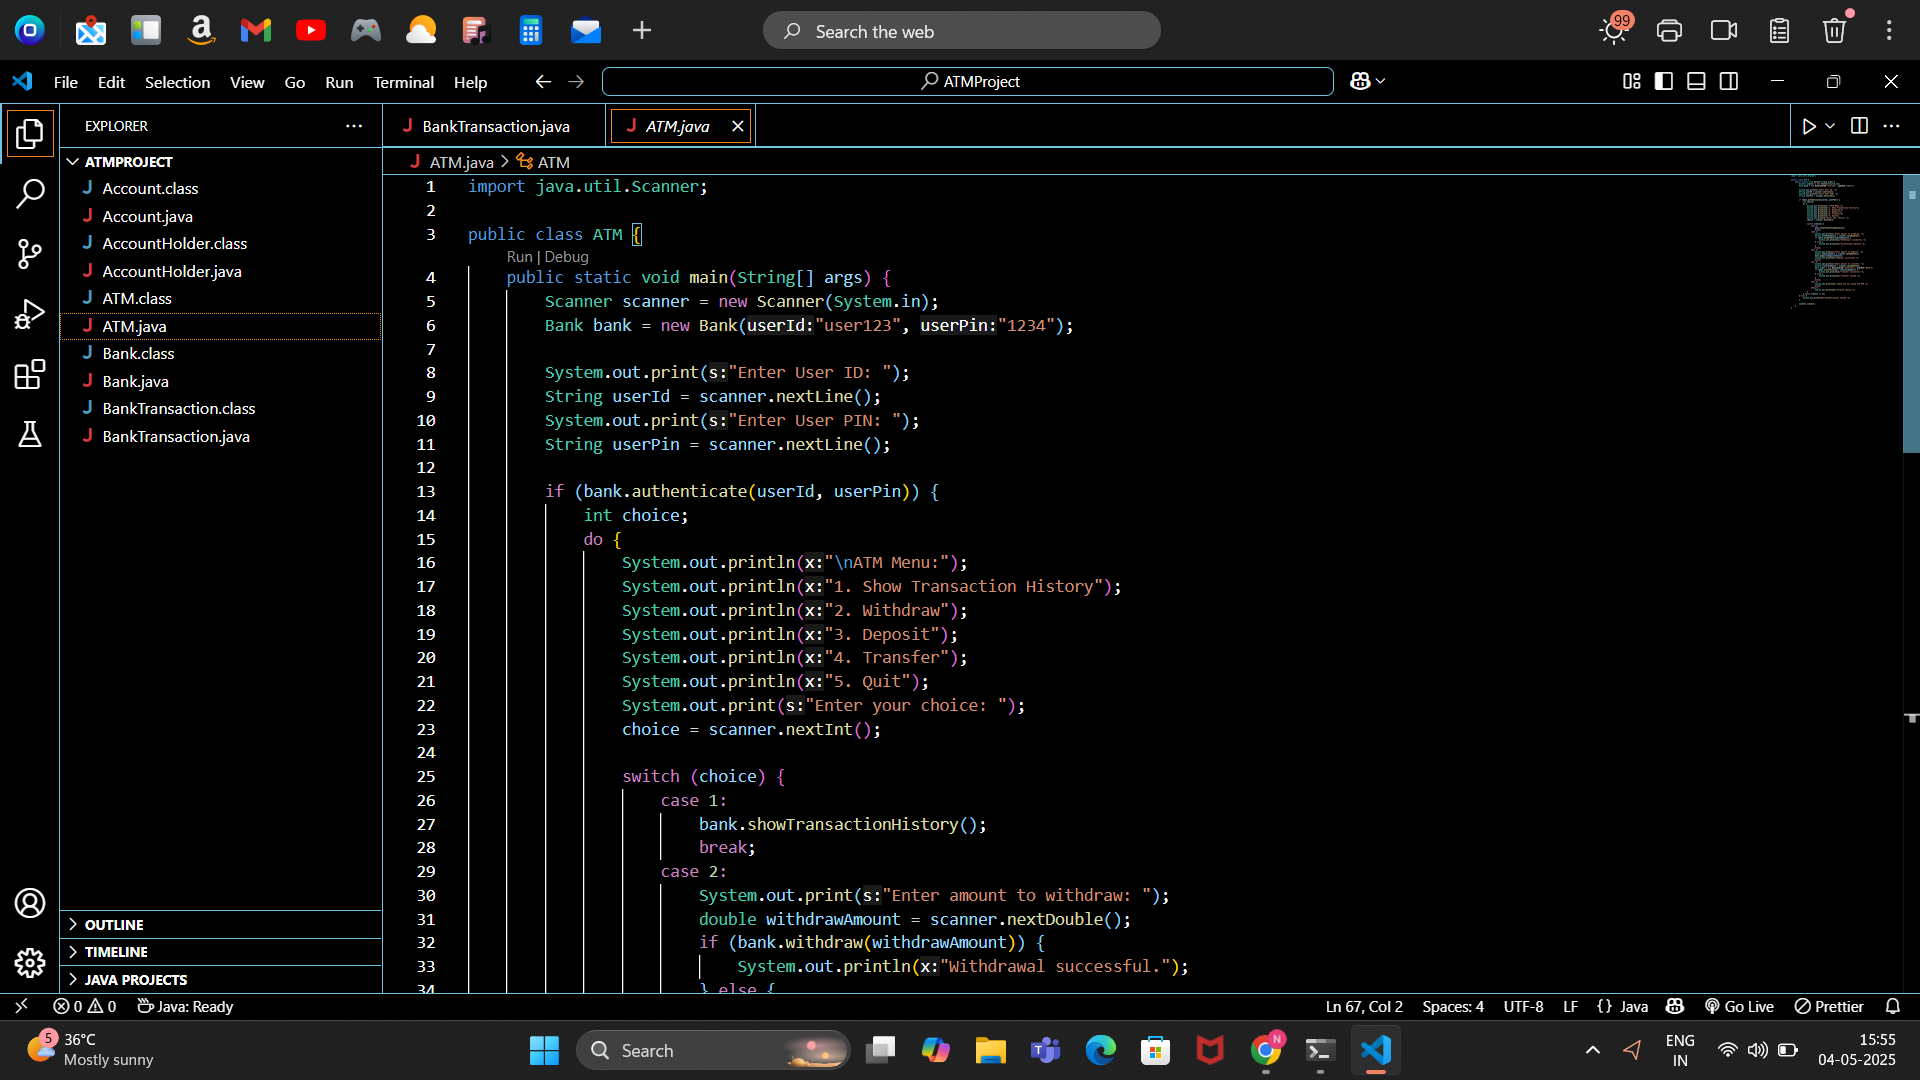 Search the web
99
File Edit Selection View Go Run Terminal Help
ATMProject
EXPLORER
BankTransaction.java
ATM.java
ATMPROJECT
Account.class
Account.java
AccountHolder.class
AccountHolder.java
ATM.class
ATM.java
Bank.class
Bank.java
BankTransaction.class
BankTransaction.java
OUTLINE
TIMELINE
JAVA PROJECTS
ATM.java > ATM
1 import java.util.Scanner;
2
3 public class ATM {
Run | Debug
4 public static void main(String[] args) {
5 Scanner scanner = new Scanner(System.in);
6 Bank bank = new Bank(userId:"user123", userPin:"1234");
7
8 System.out.print(s:"Enter User ID: ");
9 String userId = scanner.nextLine();
10 System.out.print(s:"Enter User PIN: ");
11 String userPin = scanner.nextLine();
12
13 if (bank.authenticate(userId, userPin)) {
14 int choice;
15 do {
16 System.out.println(x:"\nATM Menu:");
17 System.out.println(x:"1. Show Transaction History");
18 System.out.println(x:"2. Withdraw");
19 System.out.println(x:"3. Deposit");
20 System.out.println(x:"4. Transfer");
21 System.out.println(x:"5. Quit");
22 System.out.print(s:"Enter your choice: ");
23 choice = scanner.nextInt();
24
25 switch (choice) {
26 case 1:
27 bank.showTransactionHistory();
28 break;
29 case 2:
30 System.out.print(s:"Enter amount to withdraw: ");
31 double withdrawAmount = scanner.nextDouble();
32 if (bank.withdraw(withdrawAmount)) {
33 System.out.println(x:"Withdrawal successful.");
34 } else {
0 0 Java: Ready
Ln 67, Col 2 Spaces: 4 UTF-8 LF {} Java Go Live Prettier
5
36°C
Mostly sunny
Search
N
ENG
IN
15:55
04-05-2025